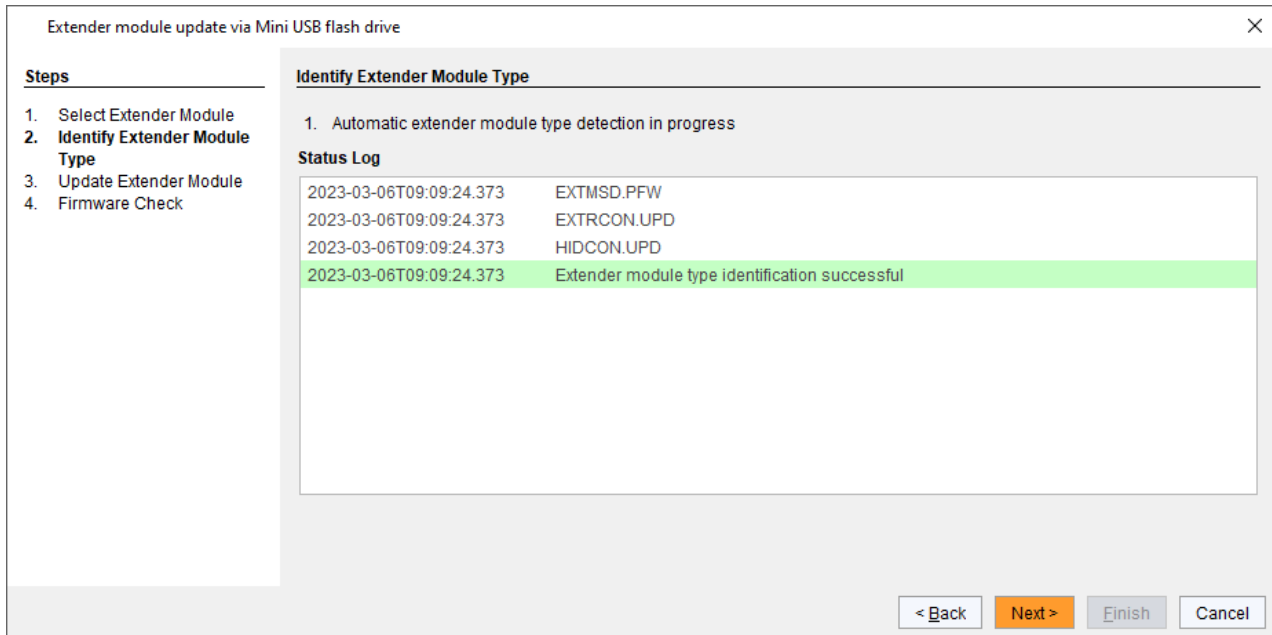 Extender module update via Mini USB flash drive
Steps
1. Select Extender Module
2. Identify Extender Module
Type
3. Update Extender Module
4. Firmware Check
Identify Extender Module Type
1. Automatic extender module type detection in progress
Status Log
2023-03-06T09:09:24.373 EXTMSD.PFW
2023-03-06T09:09:24.373 EXTRCON.UPD
2023-03-06T09:09:24.373 HIDCON.UPD
2023-03-06T09:09:24.373 Extender module type identification successful
< Back Next > Finish Cancel